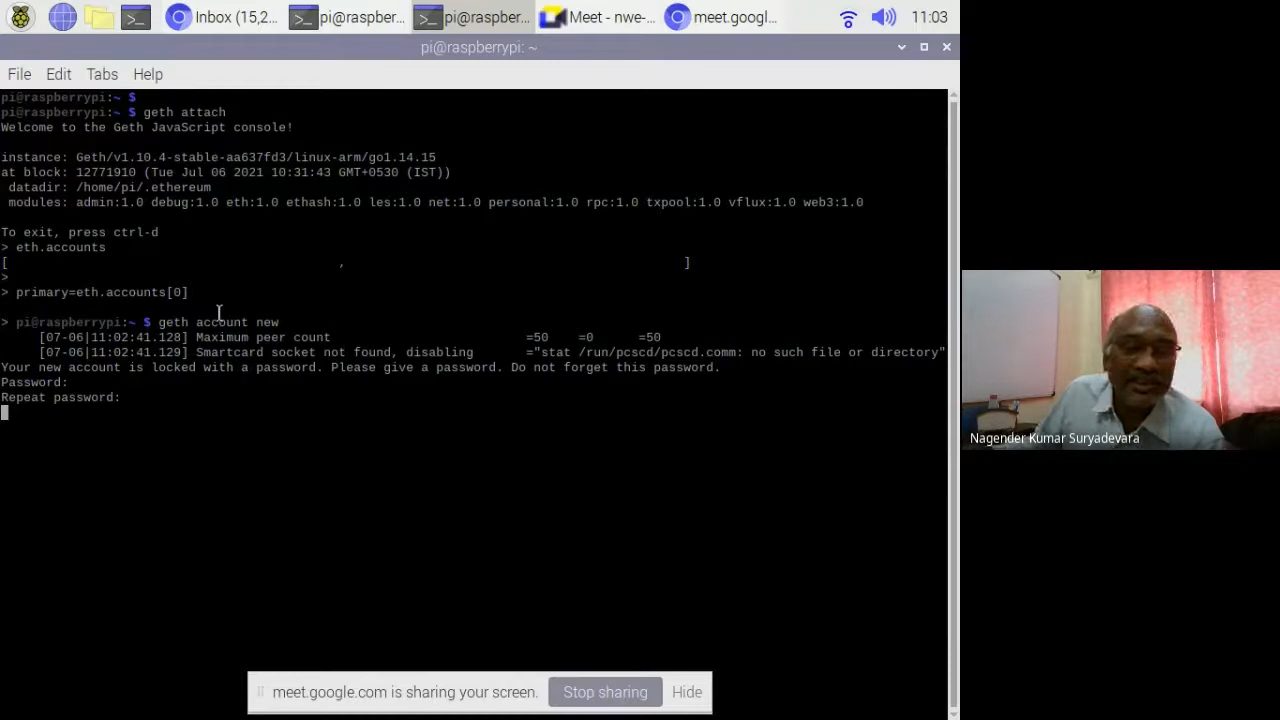 Inbox (15,2...
pi@raspber...
pi@raspber...
Meet - nwe-...
meet.googl...
11:03
pi@raspberrypi: ~
File Edit Tabs Help
pi@raspberrypi:~ $
pi@raspberrypi:~ $ geth attach
Welcome to the Geth JavaScript console!
instance: Geth/v1.10.4-stable-aa637fd3/linux-arm/go1.14.15
at block: 12771910 (Tue Jul 06 2021 10:31:43 GMT+0530 (IST))
datadir: /home/pi/.ethereum
modules: admin:1.0 debug:1.0 eth:1.0 ethash:1.0 les:1.0 net:1.0 personal:1.0 rpc:1.0 txpool:1.0 vflux:1.0 web3:1.0
To exit, press ctrl-d
> eth.accounts
[ , ]
>
> primary=eth.accounts[0]
> pi@raspberrypi:~ $ geth account new
[07-06|11:02:41.128] Maximum peer count =50 =0 =50
[07-06|11:02:41.129] Smartcard socket not found, disabling ="stat /run/pcscd/pcscd.comm: no such file or directory"
Your new account is locked with a password. Please give a password. Do not forget this password.
Password:
Repeat password:
meet.google.com is sharing your screen. Stop sharing Hide
Nagender Kumar Suryadevara